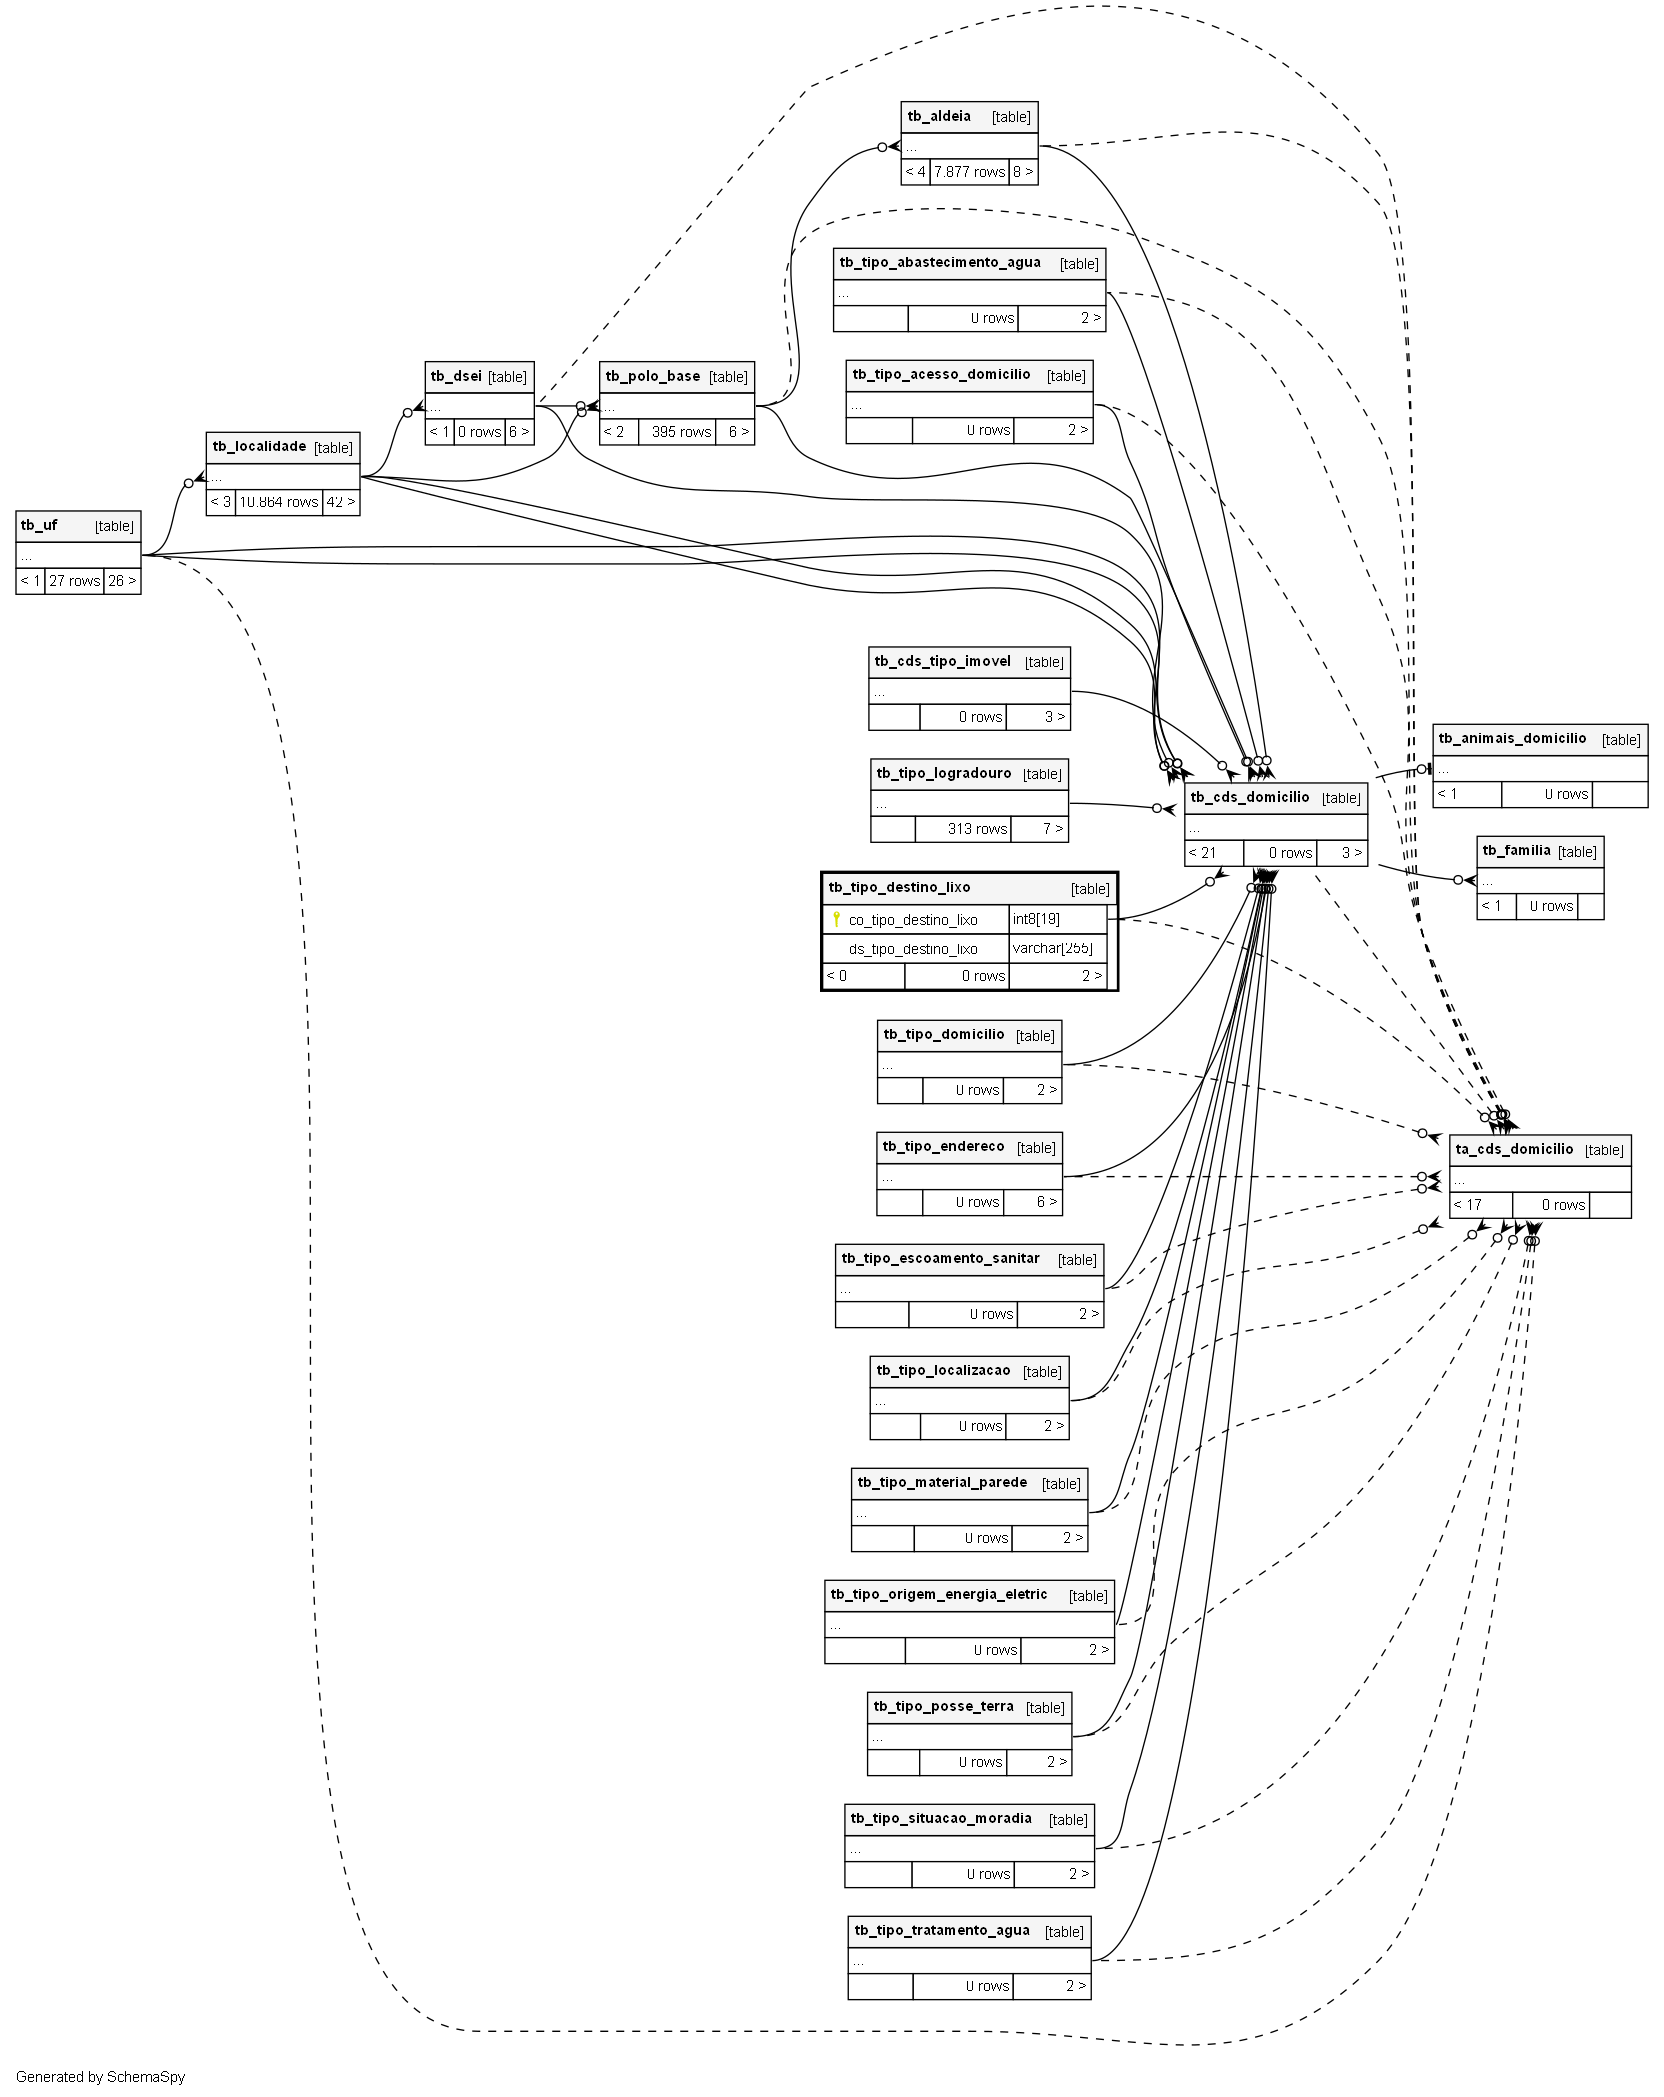 tb_aldeia [table]
...
< 4 7.877 rows 8 >
tb_tipo_abastecimento_agua [table]
...
0 rows 2 >
tb_dsei [table]
...
< 1 0 rows 6 >
tb_polo_base [table]
...
< 2 395 rows 6 >
tb_tipo_acesso_domicilio [table]
...
0 rows 2 >
tb_localidade [table]
...
< 3 10.864 rows 42 >
tb_uf [table]
...
< 1 27 rows 26 >
tb_cds_tipo_imovel [table]
...
0 rows 3 >
tb_tipo_logradouro [table]
...
313 rows 7 >
tb_cds_domicilio [table]
...
< 21 0 rows 3 >
tb_animais_domicilio [table]
...
< 1 0 rows
tb_familia [table]
...
< 1 0 rows
tb_tipo_destino_lixo [table]
co_tipo_destino_lixo int8[19]
ds_tipo_destino_lixo varchar[255]
< 0 0 rows 2 >
tb_tipo_domicilio [table]
...
0 rows 2 >
tb_tipo_endereco [table]
...
0 rows 6 >
ta_cds_domicilio [table]
...
< 17 0 rows
tb_tipo_escoamento_sanitar [table]
...
0 rows 2 >
tb_tipo_localizacao [table]
...
0 rows 2 >
tb_tipo_material_parede [table]
...
0 rows 2 >
tb_tipo_origem_energia_eletric [table]
...
0 rows 2 >
tb_tipo_posse_terra [table]
...
0 rows 2 >
tb_tipo_situacao_moradia [table]
...
0 rows 2 >
tb_tipo_tratamento_agua [table]
...
0 rows 2 >
Generated by SchemaSpy